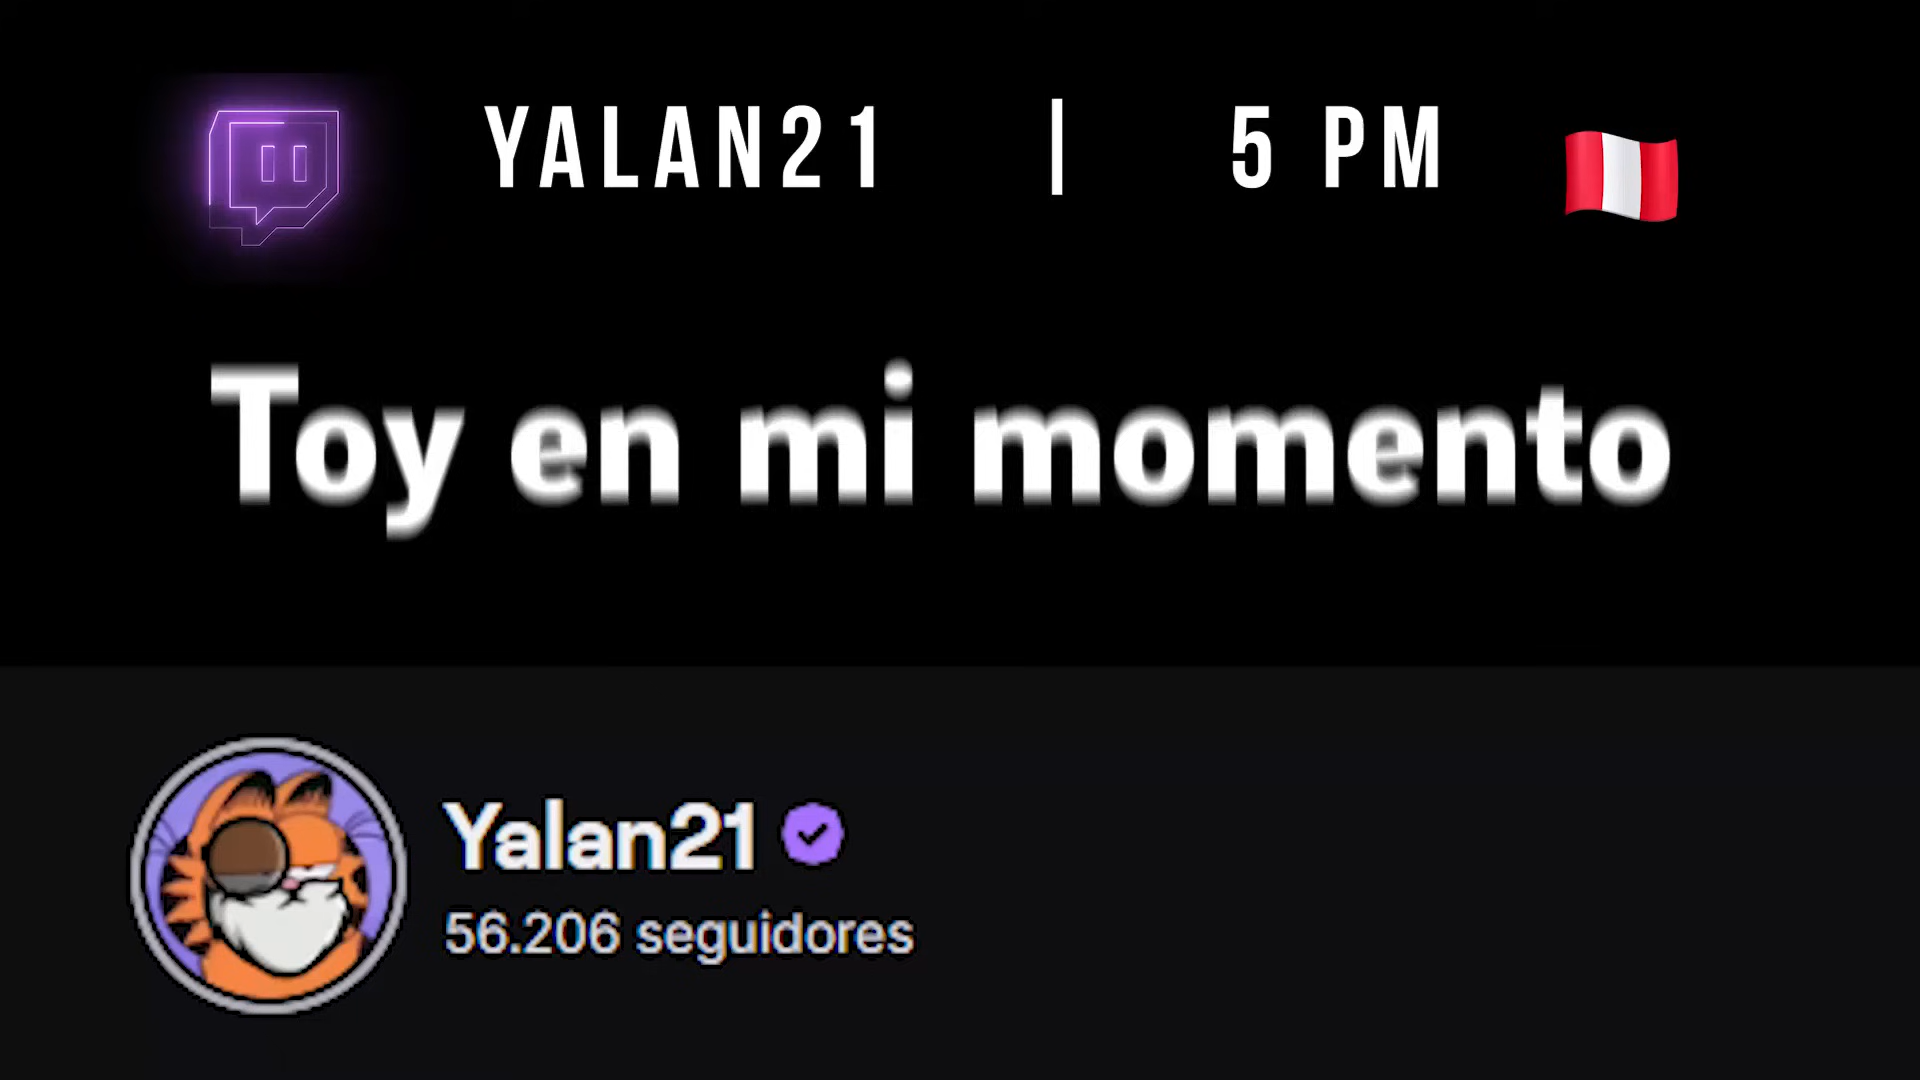 YALAN21 | 5 PM
Toy en mi momento
Yalan21
56.206 seguidores